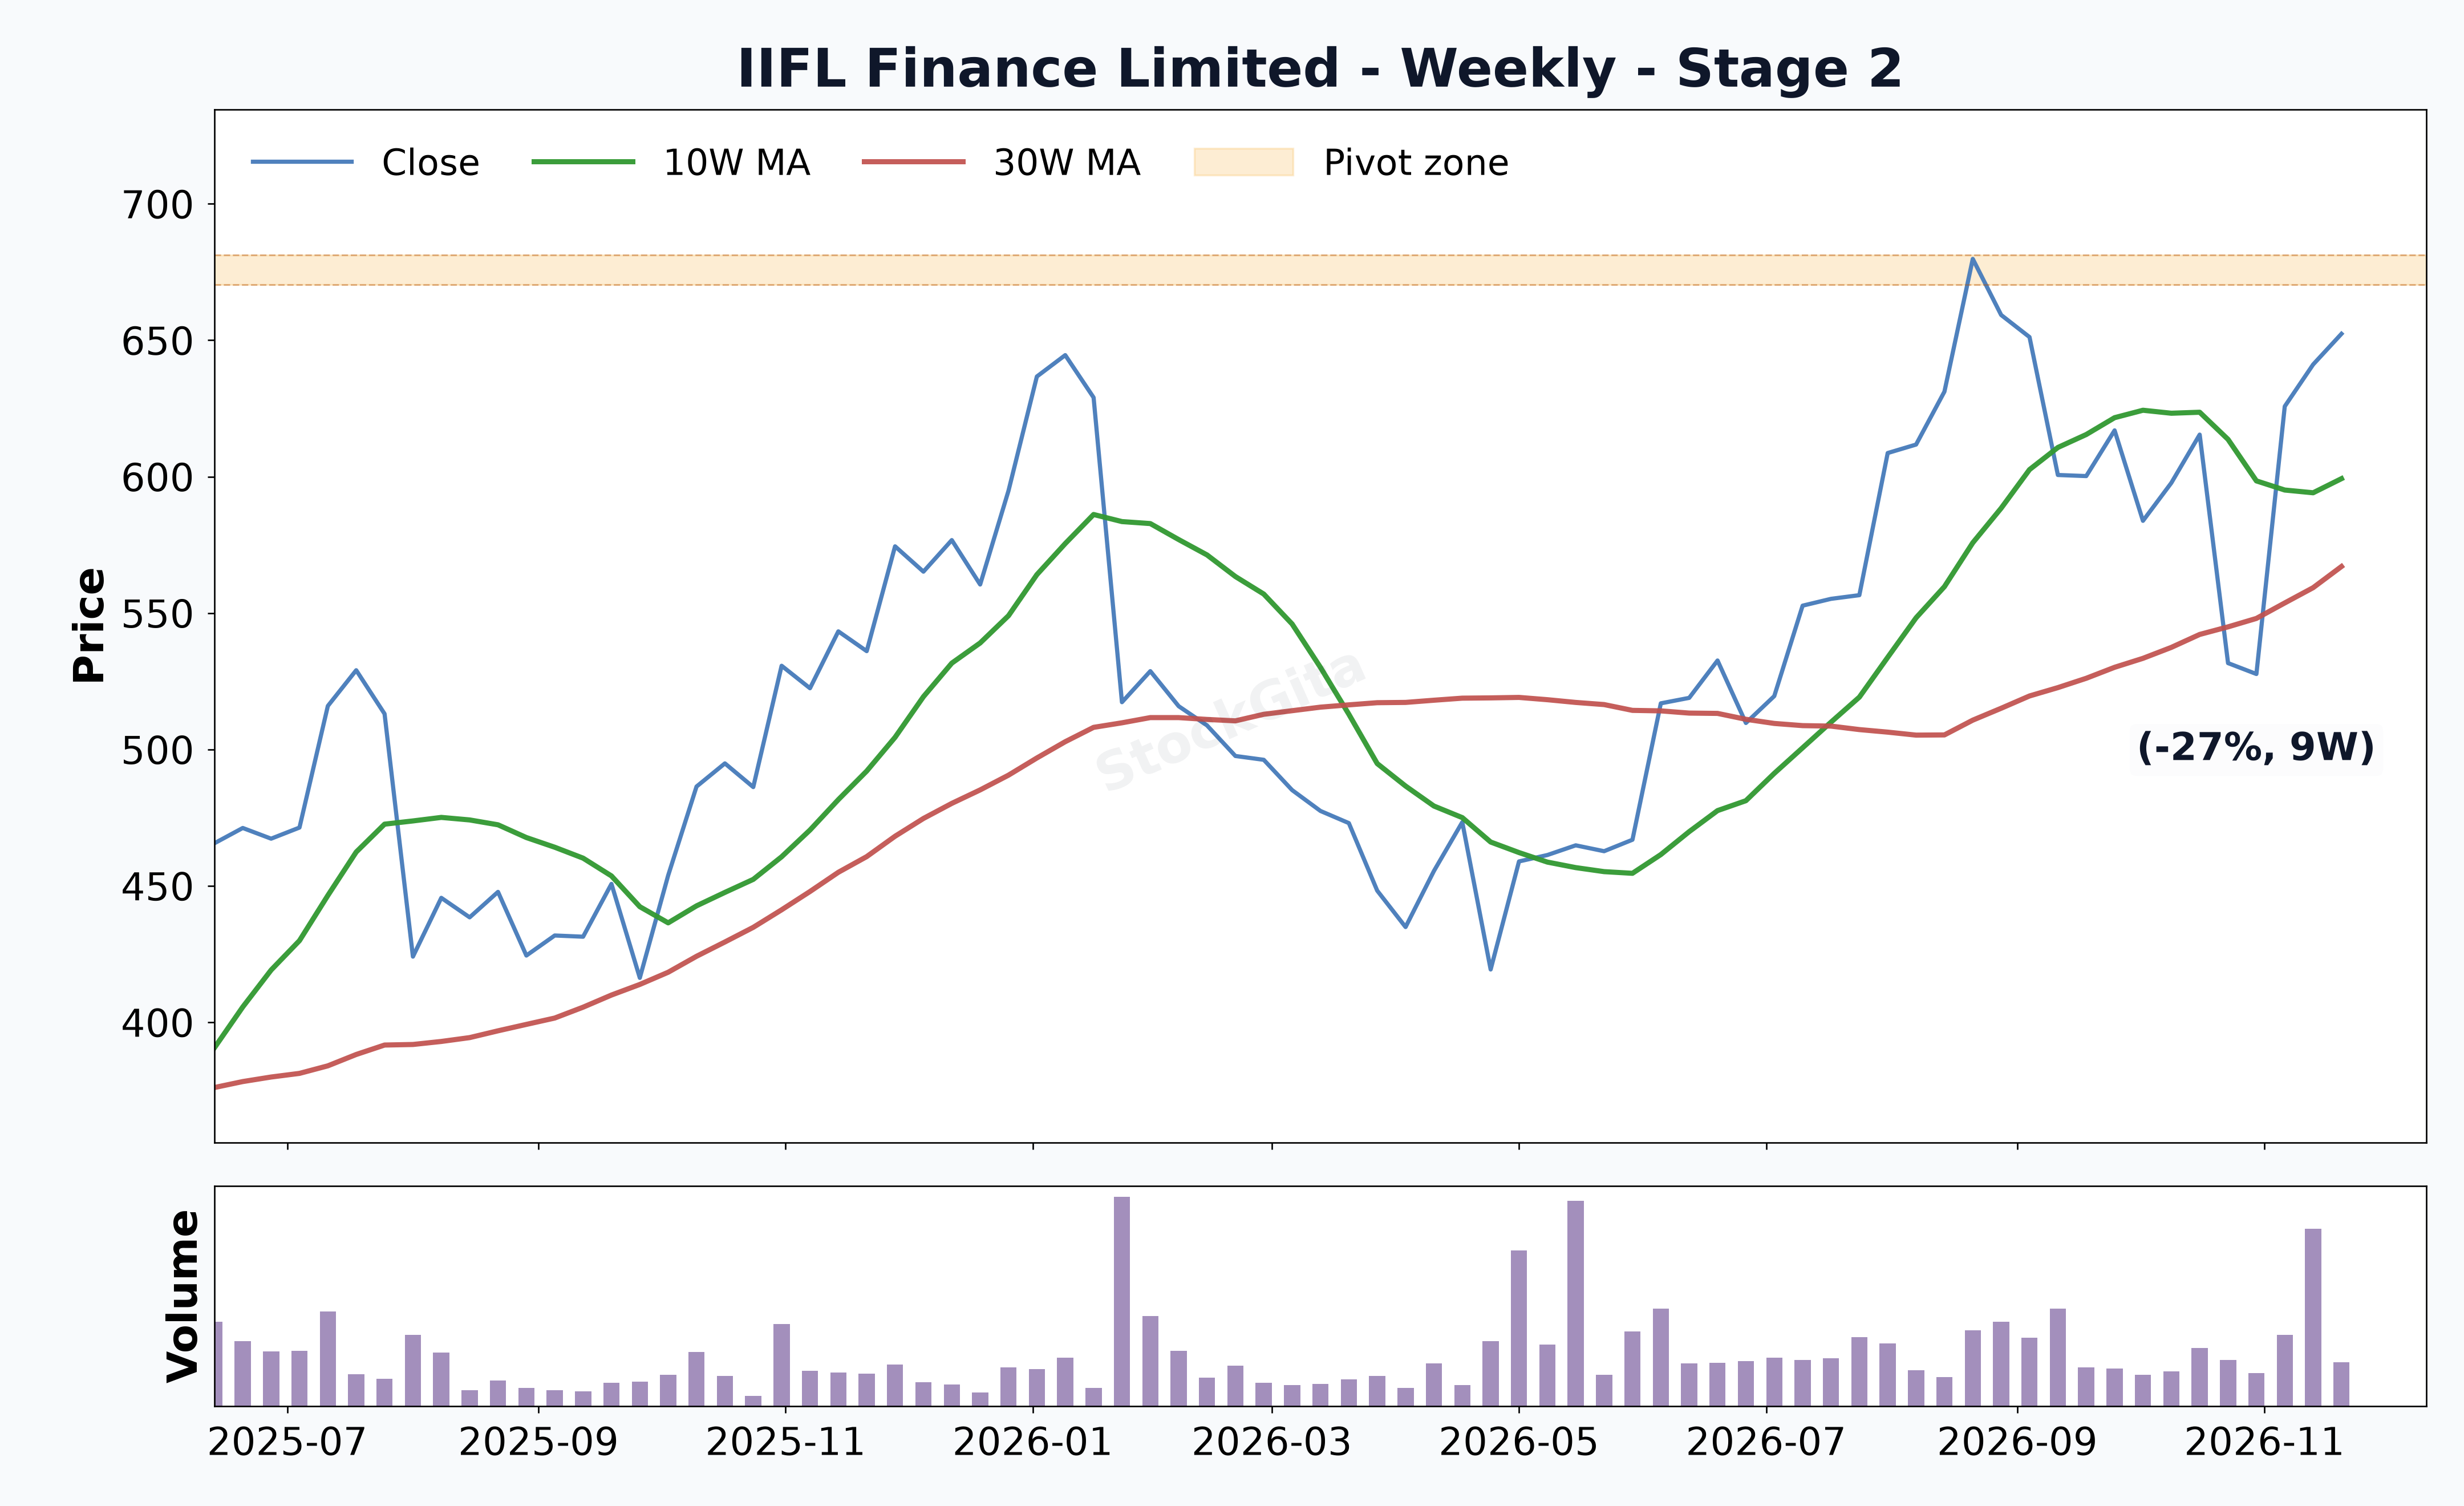 IIFL Finance Limited - Weekly - Stage 2
Close 10W MA 30W MA Pivot zone
Price
700
650
600
550
500
450
400
StockGita
(-27%, 9W)
Volume
2025-07 2025-09 2025-11 2026-01 2026-03 2026-05 2026-07 2026-09 2026-11